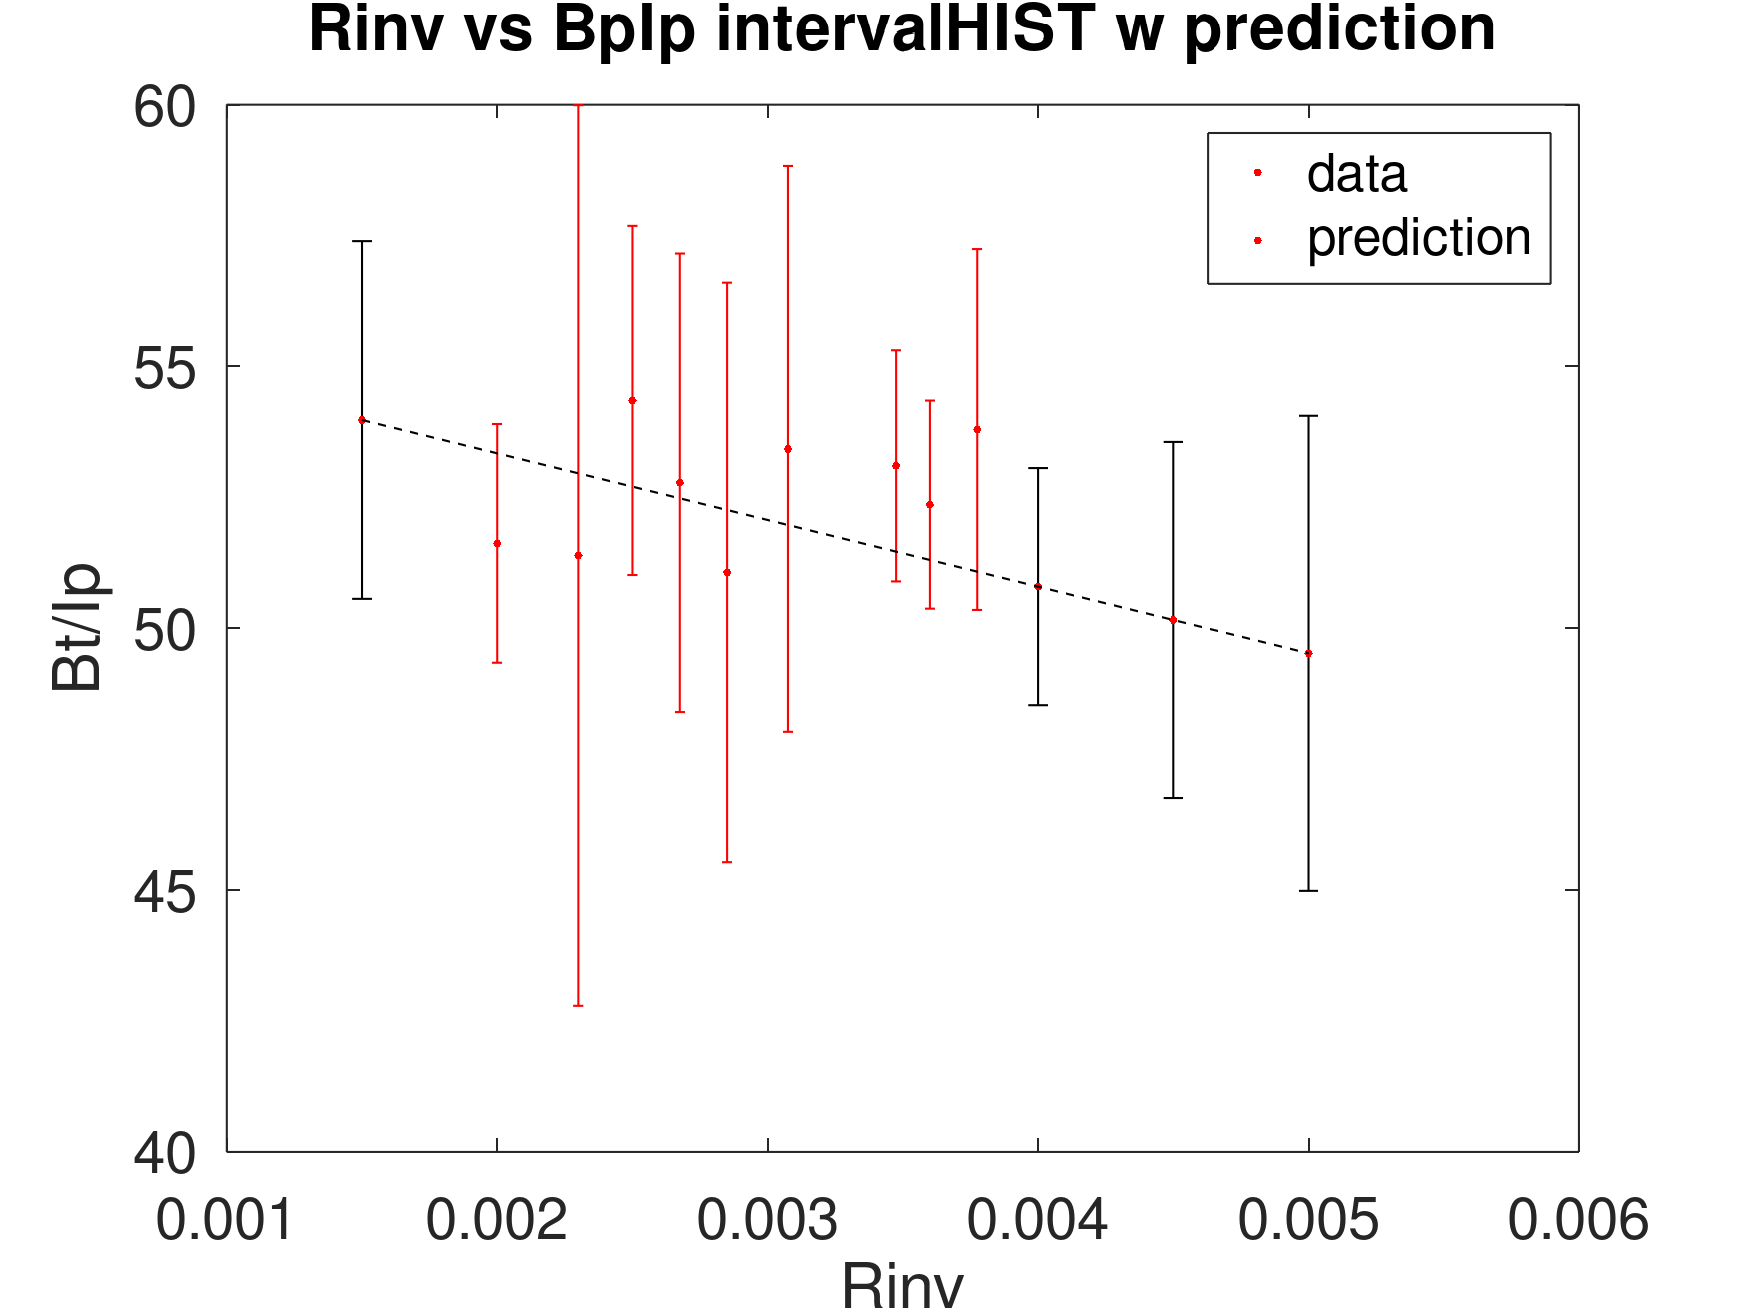 Rinv vs BpIp intervalHIST w prediction
60
55
50
45
40
Bt/Ip
data
prediction
0.001 0.002 0.003 0.004 0.005 0.006
Rinv